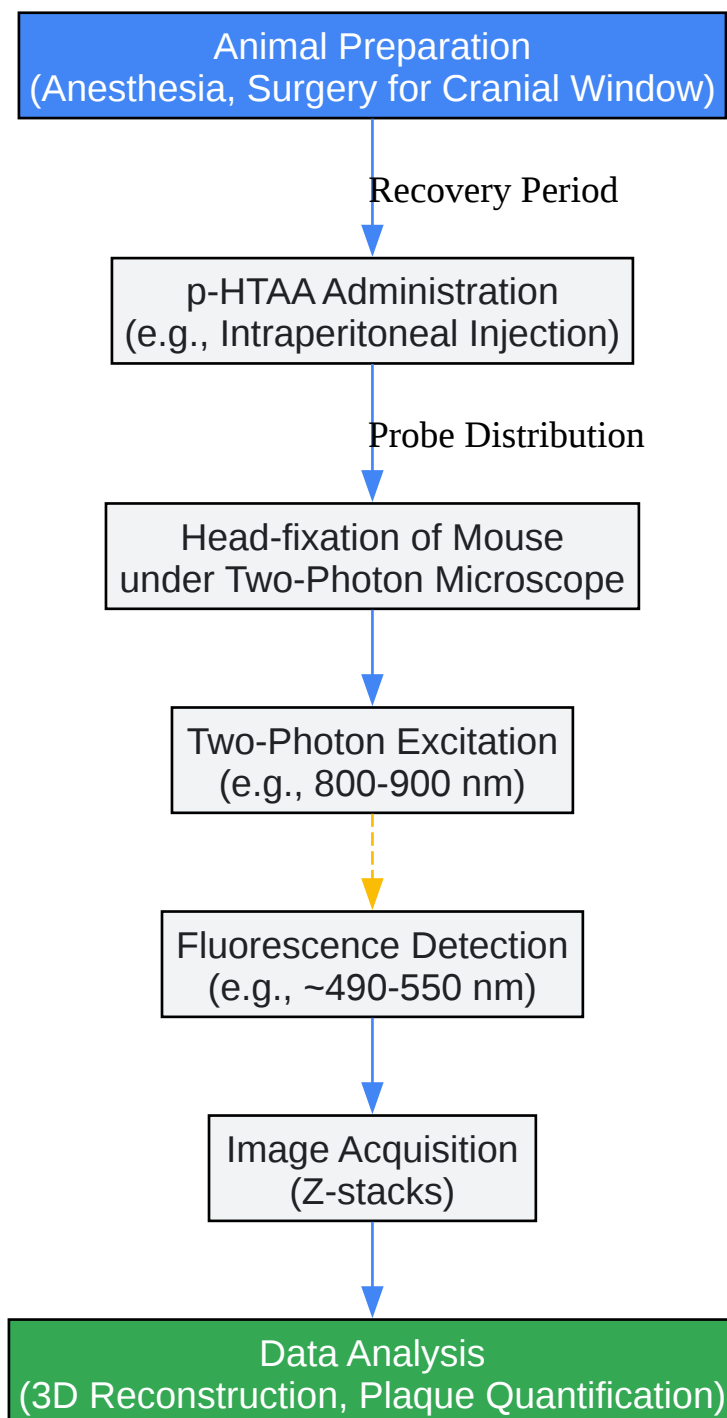 Animal Preparation
(Anesthesia, Surgery for Cranial Window)
Recovery Period
p-HTAA Administration
(e.g., Intraperitoneal Injection)
Probe Distribution
Head-fixation of Mouse
under Two-Photon Microscope
Two-Photon Excitation
(e.g., 800-900 nm)
Fluorescence Detection
(e.g., ~490-550 nm)
Image Acquisition
(Z-stacks)
Data Analysis
(3D Reconstruction, Plaque Quantification)